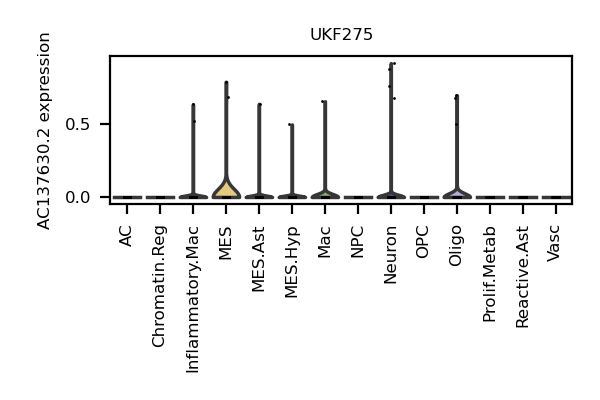 UKF275
AC137630.2 expression
0.5
0.0
AC
Chromatin.Reg
Inflammatory.Mac
MES
MES.Ast
MES.Hyp
Mac
NPC
Neuron
OPC
Oligo
Prolif.Metab
Reactive.Ast
Vasc